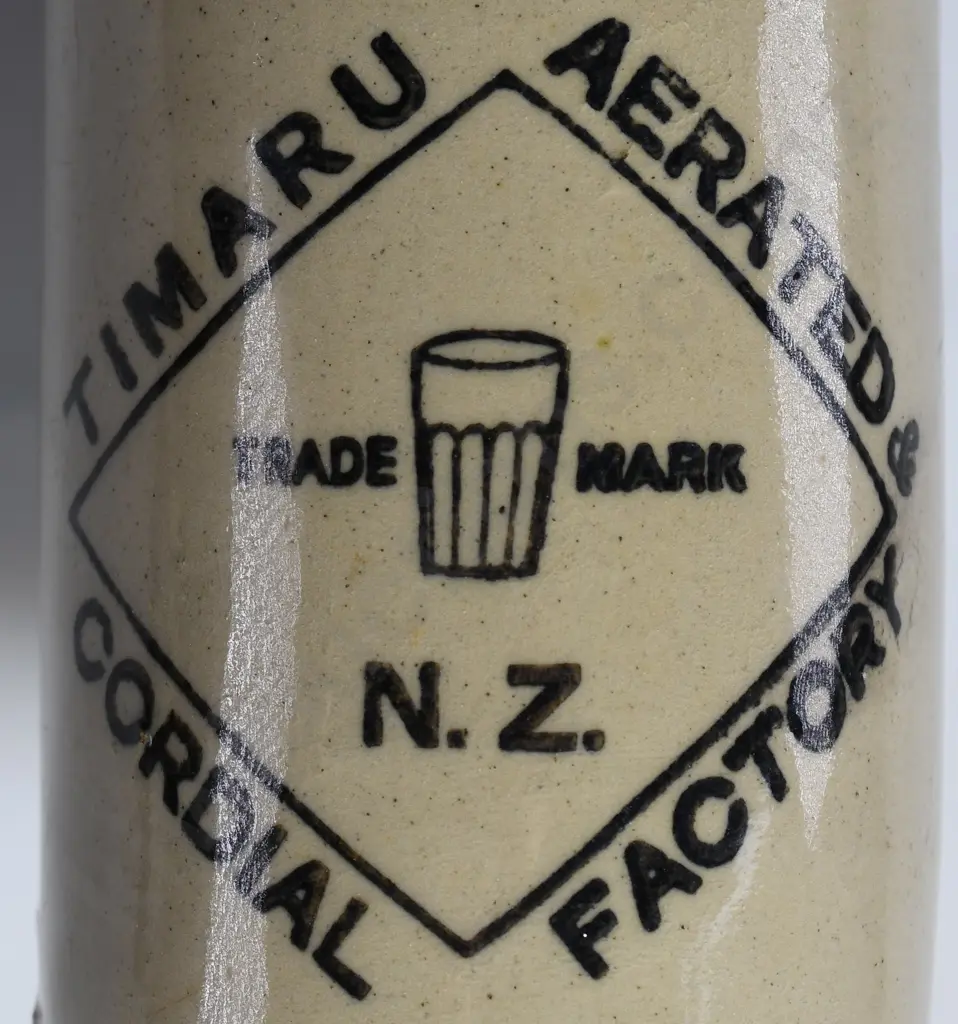 TIMARU
AERATED &
TRADE MARK
N.Z.
CORDIAL
FACTORY